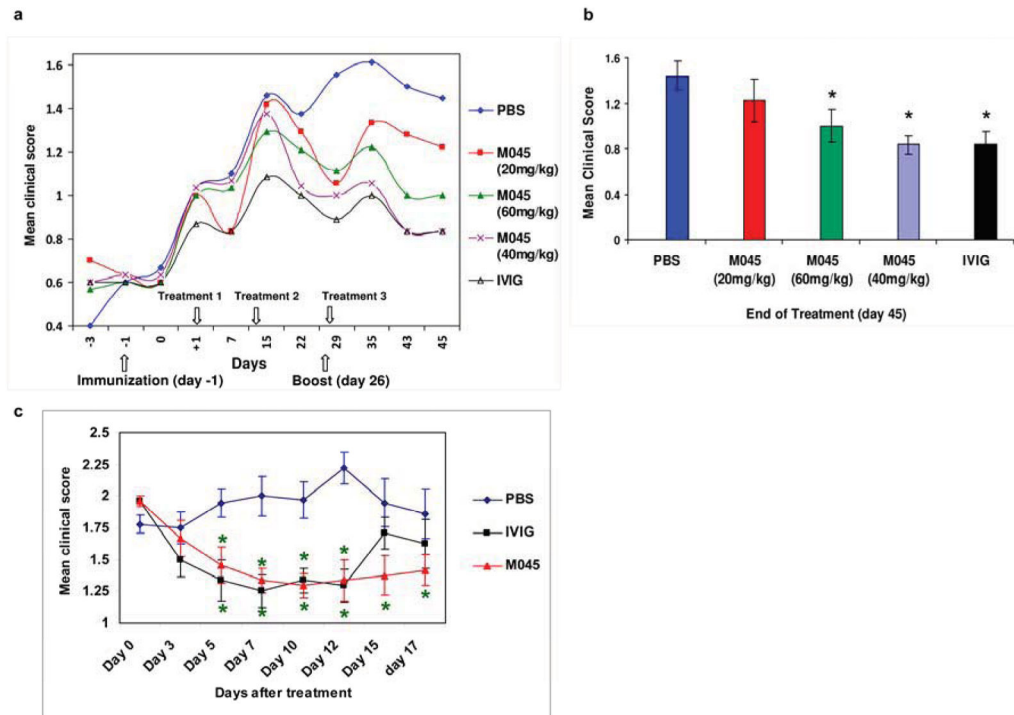 a
Mean clinical score
1.6
1.4
1.2
1
0.8
0.6
0.4
Treatment 1 Treatment 2 Treatment 3
-3 -1 0 +1 7 15 22 29 35 43 45
Days
Immunization (day -1) Boost (day 26)
PBS
M045
(20mg/kg)
M045
(60mg/kg)
M045
(40mg/kg)
IVIG
b
Mean Clinical Score
1.6
1.2
0.8
0.4
0
* * *
PBS M045 M045 M045 IVIG
(20mg/kg) (60mg/kg) (40mg/kg)
End of Treatment (day 45)
c
Mean clinical score
2.5
2.25
2
1.75
1.5
1.25
1
* * * *
* * * * * *
Day 0 Day 3 Day 5 Day 7 Day 10 Day 12 Day 15 day 17
Days after treatment
PBS
IVIG
M045